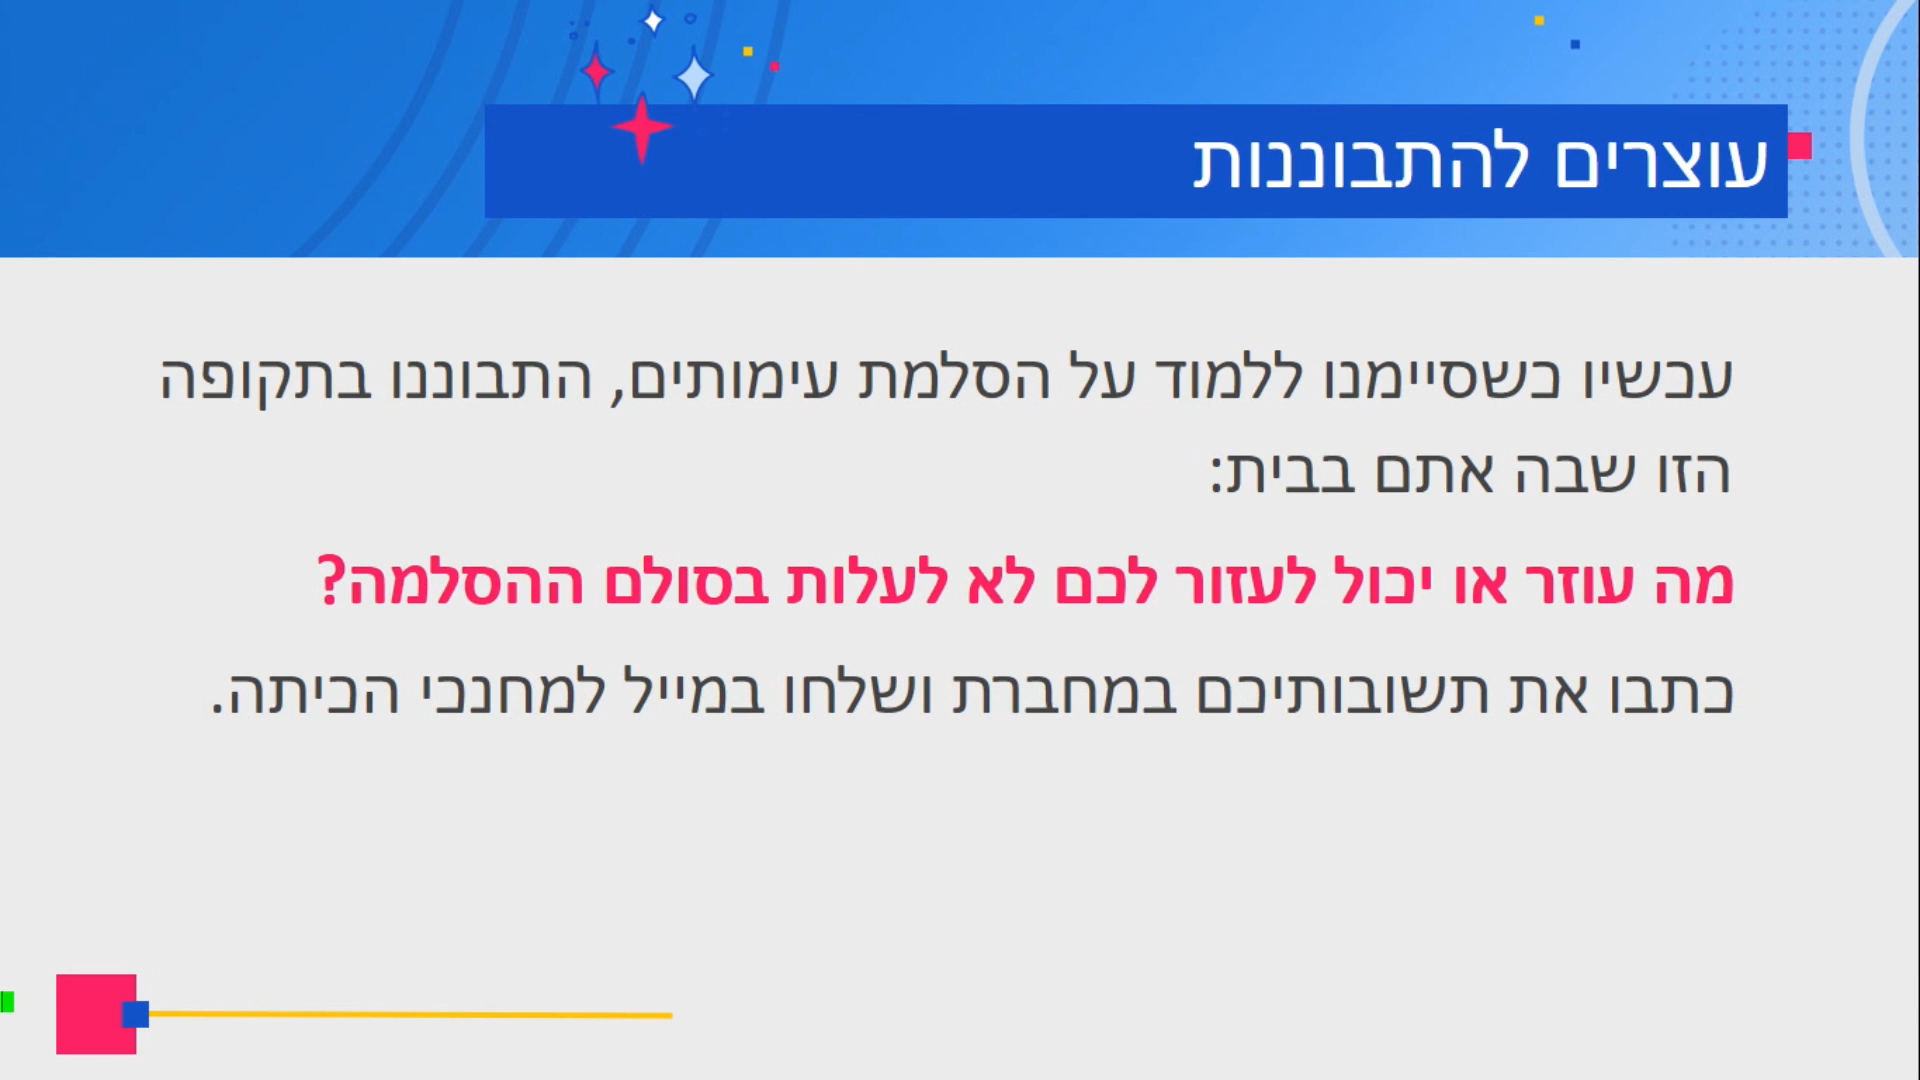 עוצרים להתבוננות
עכשיו כשסיימנו ללמוד על הסלמת עימותים, התבוננו בתקופה
הזו שבה אתם בבית:
מה עוזר או יכול לעזור לכם לא לעלות בסולם ההסלמה?
כתבו את תשובותיכם במחברת ושלחו במייל למחנכי הכיתה.